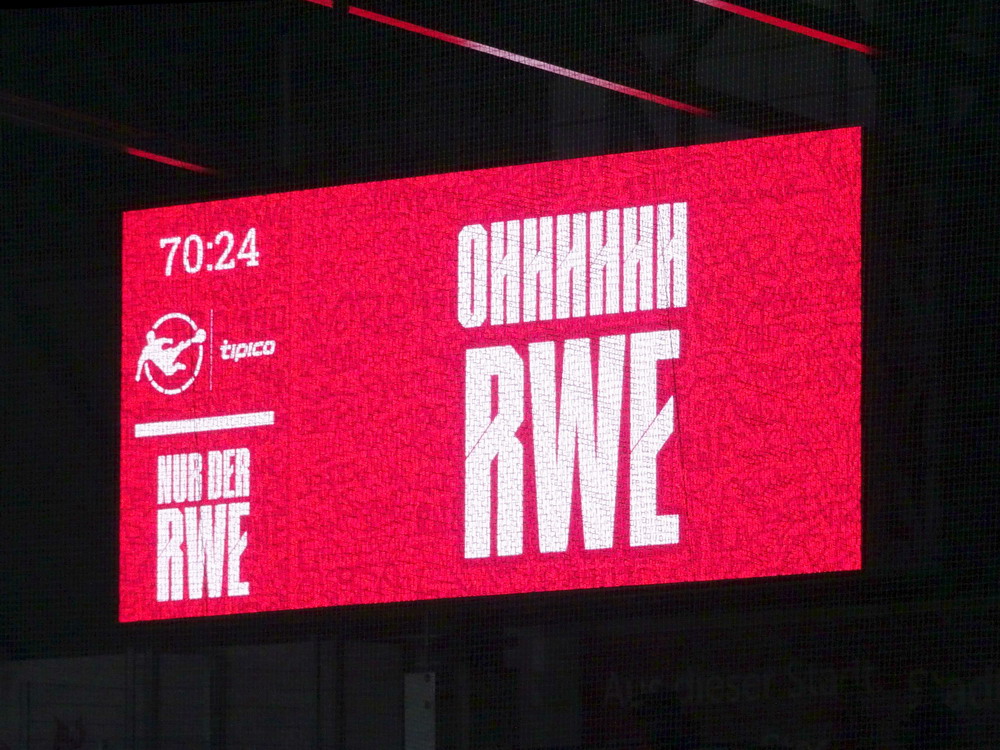 70:24
tipico
NUR DER
RWE
OHHHHHH
RWE